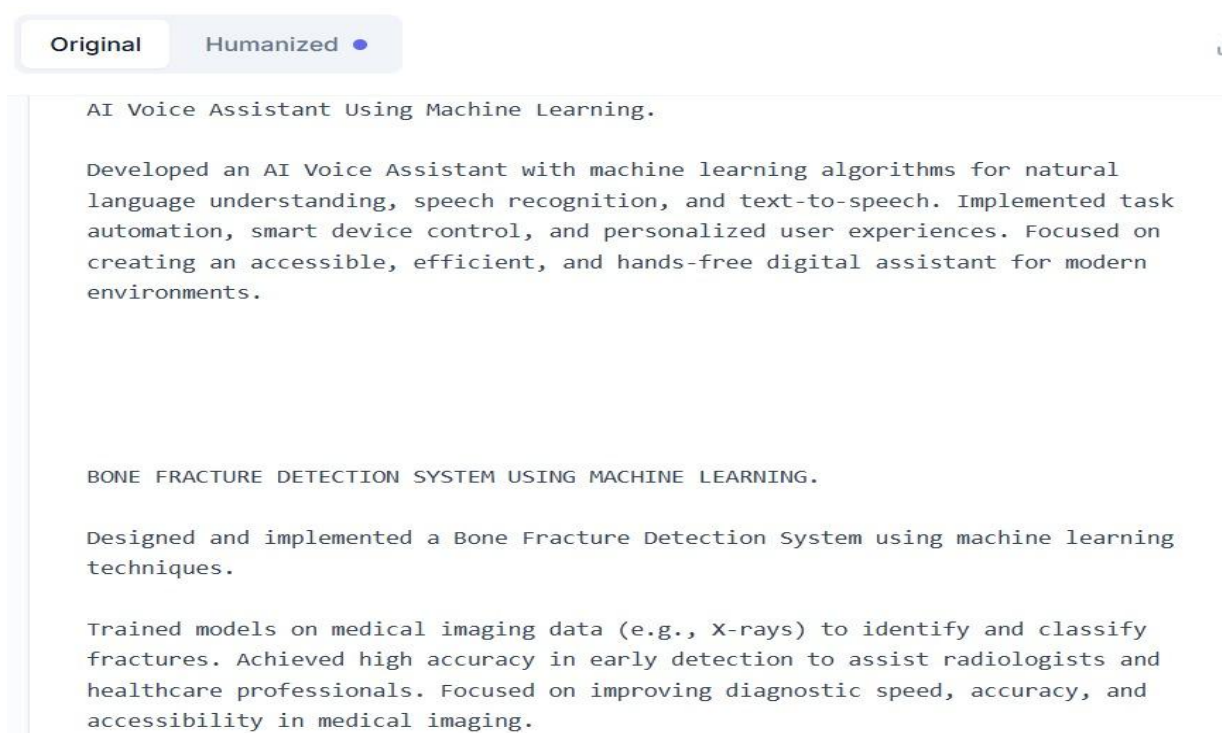 Original Humanized
AI Voice Assistant Using Machine Learning.
Developed an AI Voice Assistant with machine learning algorithms for natural
language understanding, speech recognition, and text-to-speech. Implemented task
automation, smart device control, and personalized user experiences. Focused on
creating an accessible, efficient, and hands-free digital assistant for modern
environments.
BONE FRACTURE DETECTION SYSTEM USING MACHINE LEARNING.
Designed and implemented a Bone Fracture Detection System using machine learning
techniques.
Trained models on medical imaging data (e.g., X-rays) to identify and classify
fractures. Achieved high accuracy in early detection to assist radiologists and
healthcare professionals. Focused on improving diagnostic speed, accuracy, and
accessibility in medical imaging.